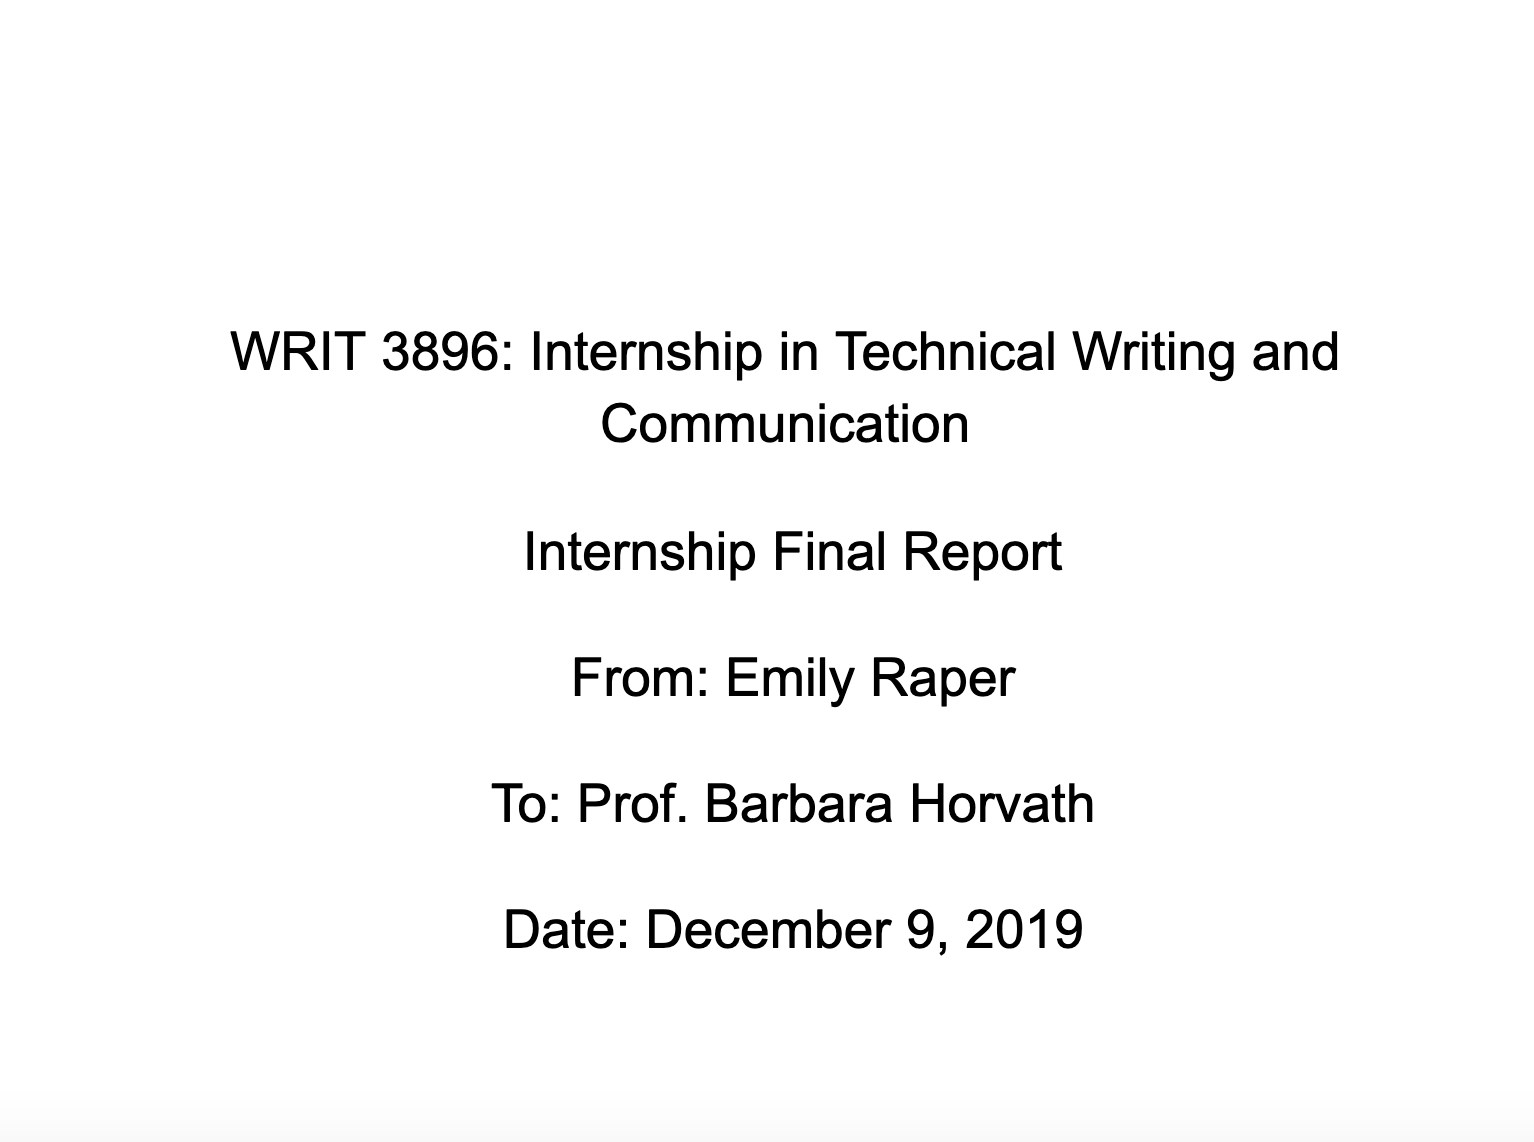 WRIT 3896: Internship in Technical Writing and
Communication
Internship Final Report
From: Emily Raper
To: Prof. Barbara Horvath
Date: December 9, 2019